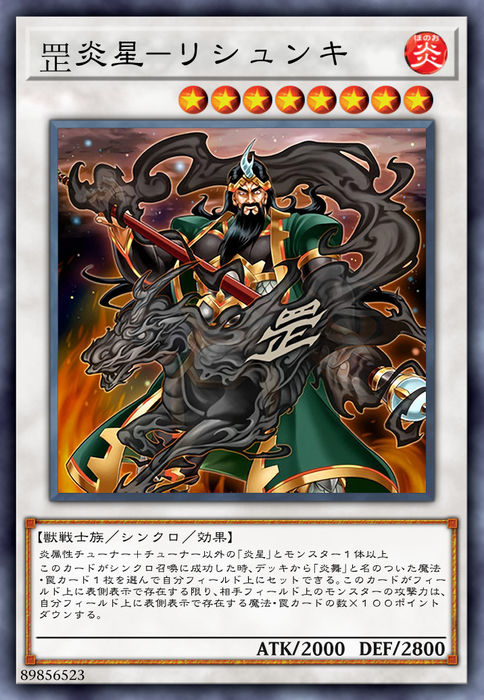 罡炎星－リシュンキ
ほのお
炎
罡
【獣戦士族／シンクロ／効果】
炎属性チューナー＋チューナー以外の「炎星」とモンスター１体以上
このカードがシンクロ召喚に成功した時、デッキから「炎舞」と名のついた魔法
・罠カード１枚を選んで自分フィールド上にセットできる。このカードがフィー
ルド上に表側表示で存在する限り、相手フィールド上のモンスターの攻撃力は、
自分フィールド上に表側表示で存在する魔法・罠カードの数×１００ポイント
ダウンする。
ATK/2000 DEF/2800
89856523